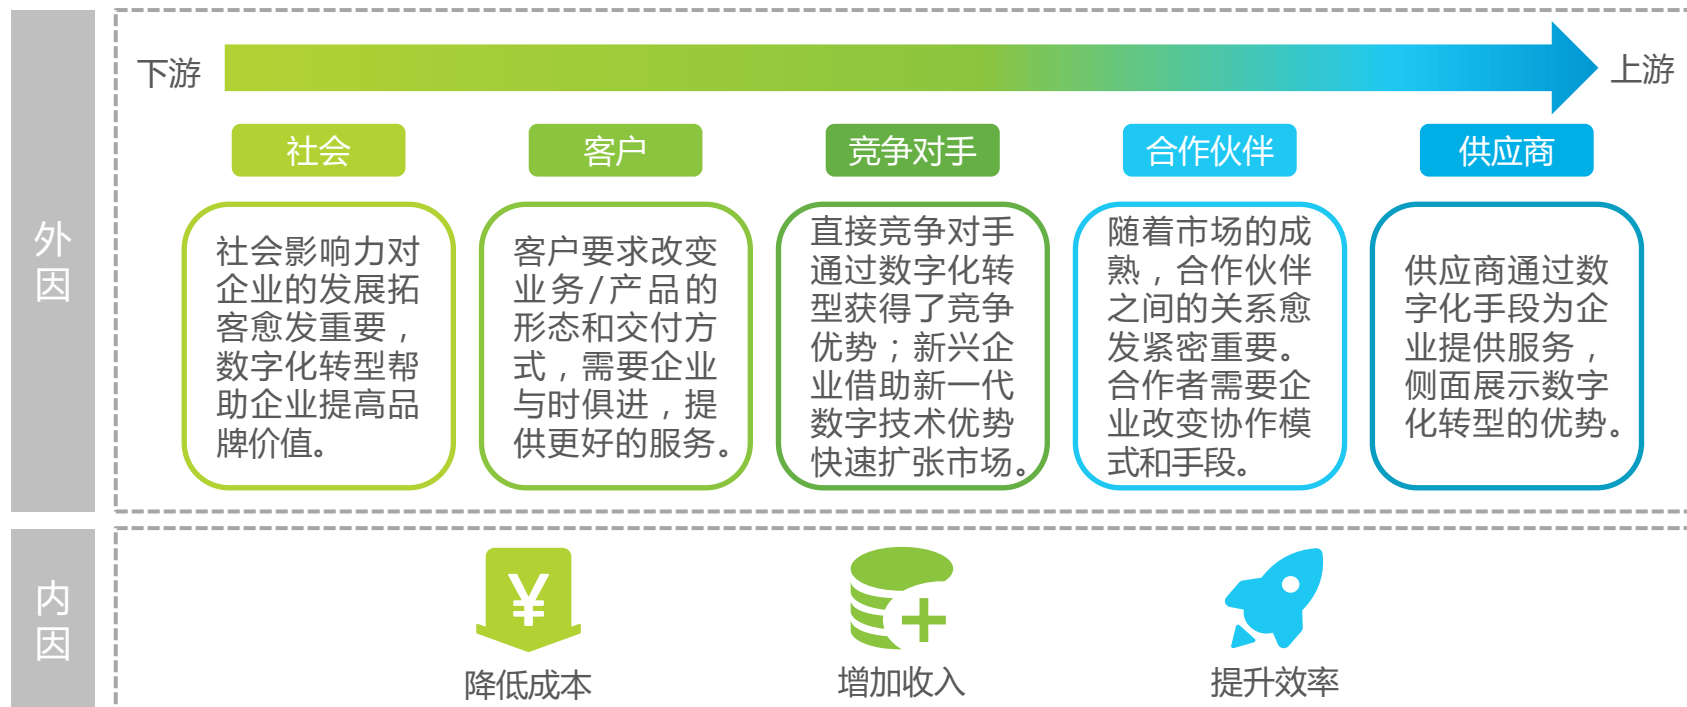 外因
下游
上游
社会
客户
竞争对手
合作伙伴
供应商
社会影响力对
企业的发展拓
客愈发重要，
数字化转型帮
助企业提高品
牌价值。
客户要求改变
业务/产品的
形态和交付方
式，需要企业
与时俱进，提
供更好的服务。
直接竞争对手
通过数字化转
型获得了竞争
优势；新兴企
业借助新一代
数字技术优势
快速扩张市场。
随着市场的成
熟，合作伙伴
之间的关系愈
发紧密重要。
合作者需要企
业改变协作模
式和手段。
供应商通过数
字化手段为企
业提供服务，
侧面展示数字
化转型的优势。
内因
¥
降低成本
增加收入
提升效率